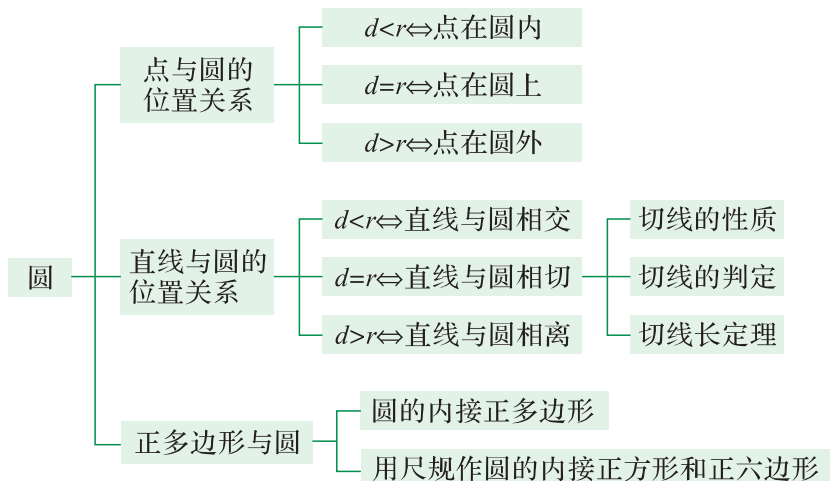 圆
点与圆的
位置关系
d<r⇔点在圆内
d=r⇔点在圆上
d>r⇔点在圆外
直线与圆的
位置关系
d<r⇔直线与圆相交
d=r⇔直线与圆相切
d>r⇔直线与圆相离
切线的性质
切线的判定
切线长定理
正多边形与圆
圆的内接正多边形
用尺规作圆的内接正方形和正六边形